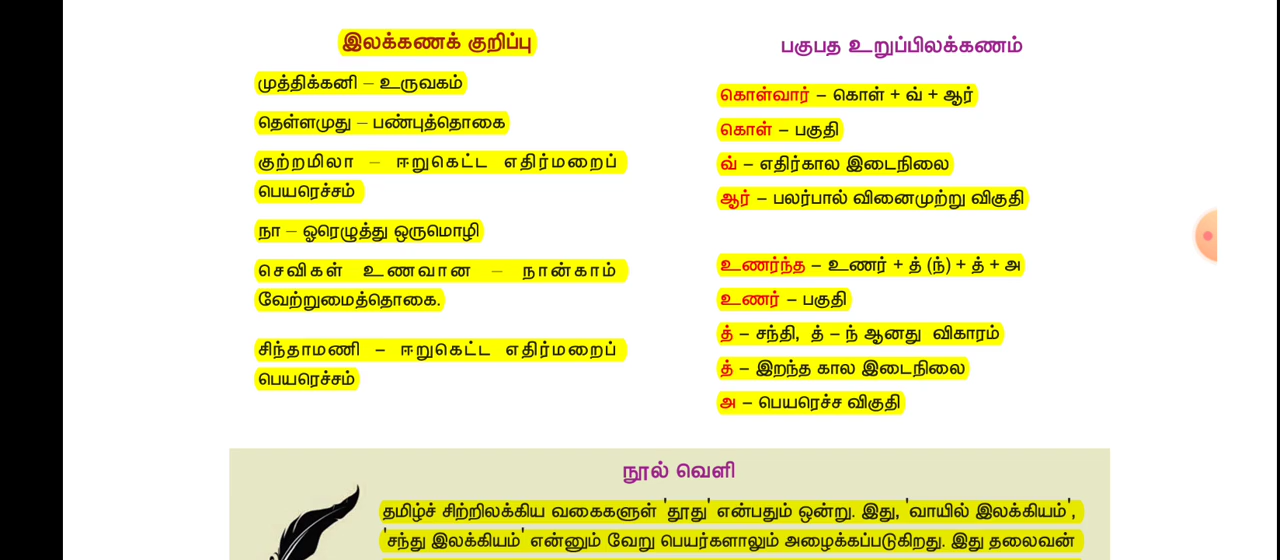 இலக்கணக் குறிப்பு
முத்திக்கனி – உருவகம்
தெள்ளமுது – பண்புத்தொகை
குற்றமிலா – ஈறுகெட்ட எதிர்மறைப்
பெயரெச்சம்
நா – ஓரெழுத்து ஒருமொழி
செவிகள் உணவான – நான்காம்
வேற்றுமைத்தொகை.
சிந்தாமணி – ஈறுகெட்ட எதிர்மறைப்
பெயரெச்சம்
பகுபத உறுப்பிலக்கணம்
கொள்வார் – கொள் + வ் + ஆர்
கொள் – பகுதி
வ் – எதிர்கால இடைநிலை
ஆர் – பலர்பால் வினைமுற்று விகுதி
உணர்ந்த – உணர் + த் (ந்) + த் + அ
உணர் – பகுதி
த் – சந்தி, த் – ந் ஆனது விகாரம்
த் – இறந்த கால இடைநிலை
அ – பெயரெச்ச விகுதி
நூல் வெளி
தமிழ்ச் சிற்றிலக்கிய வகைகளுள் 'தூது' என்பதும் ஒன்று. இது, 'வாயில் இலக்கியம்',
'சந்து இலக்கியம்' என்னும் வேறு பெயர்களாலும் அழைக்கப்படுகிறது. இது தலைவன்